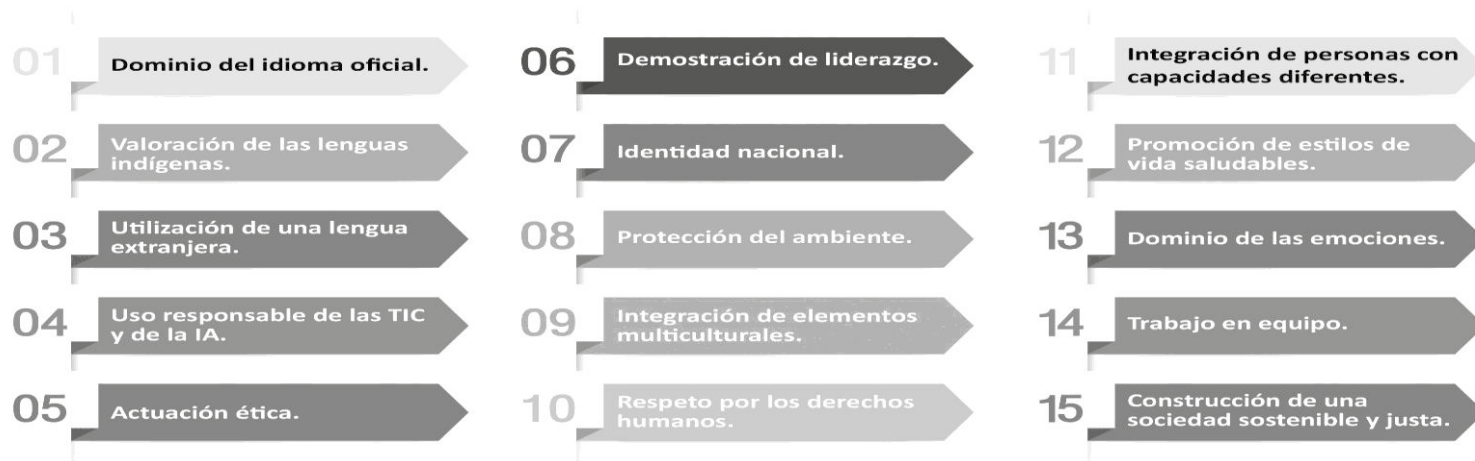 01
Dominio del idioma oficial.
02
Valoración de las lenguas
indígenas.
03
Utilización de una lengua
extranjera.
04
Uso responsable de las TIC
y de la IA.
05
Actuación ética.
06
Demostración de liderazgo.
07
Identidad nacional.
08
Protección del ambiente.
09
Integración de elementos
multiculturales.
10
Respeto por los derechos
humanos.
11
Integración de personas con
capacidades diferentes.
12
Promoción de estilos de
vida saludables.
13
Dominio de las emociones.
14
Trabajo en equipo.
15
Construcción de una
sociedad sostenible y justa.